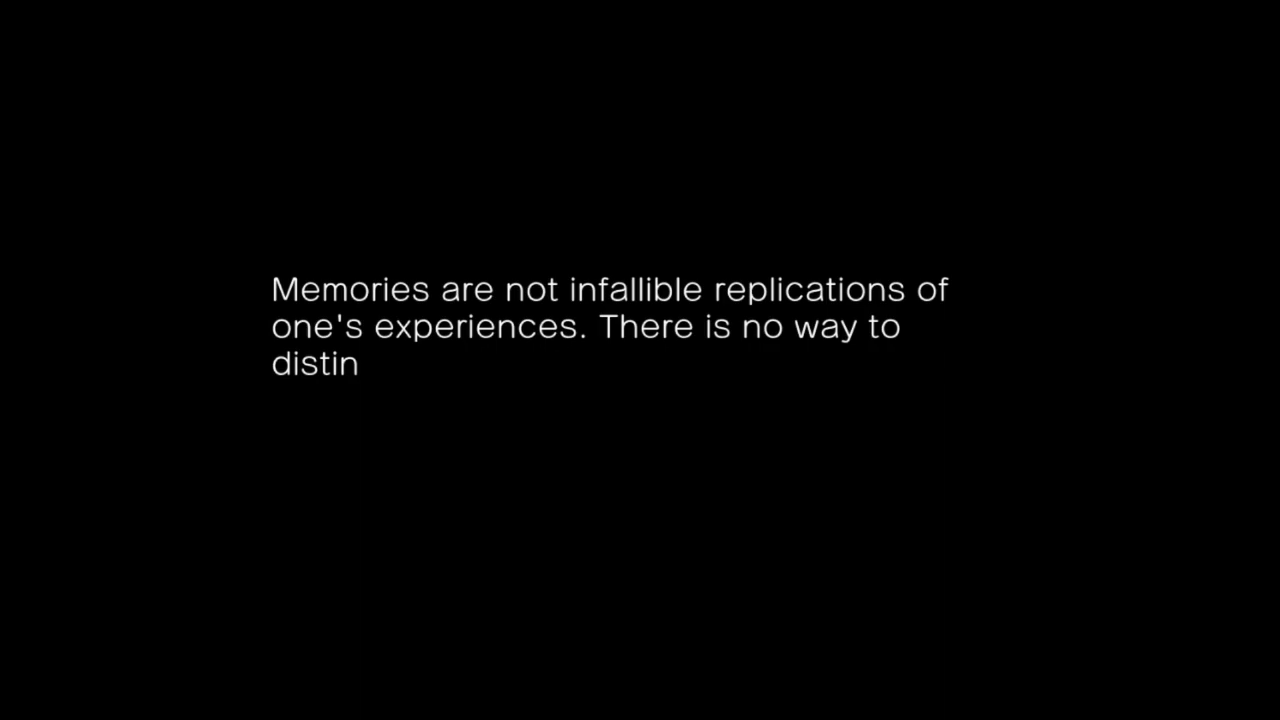 Memories are not infallible replications of
one's experiences. There is no way to
distin